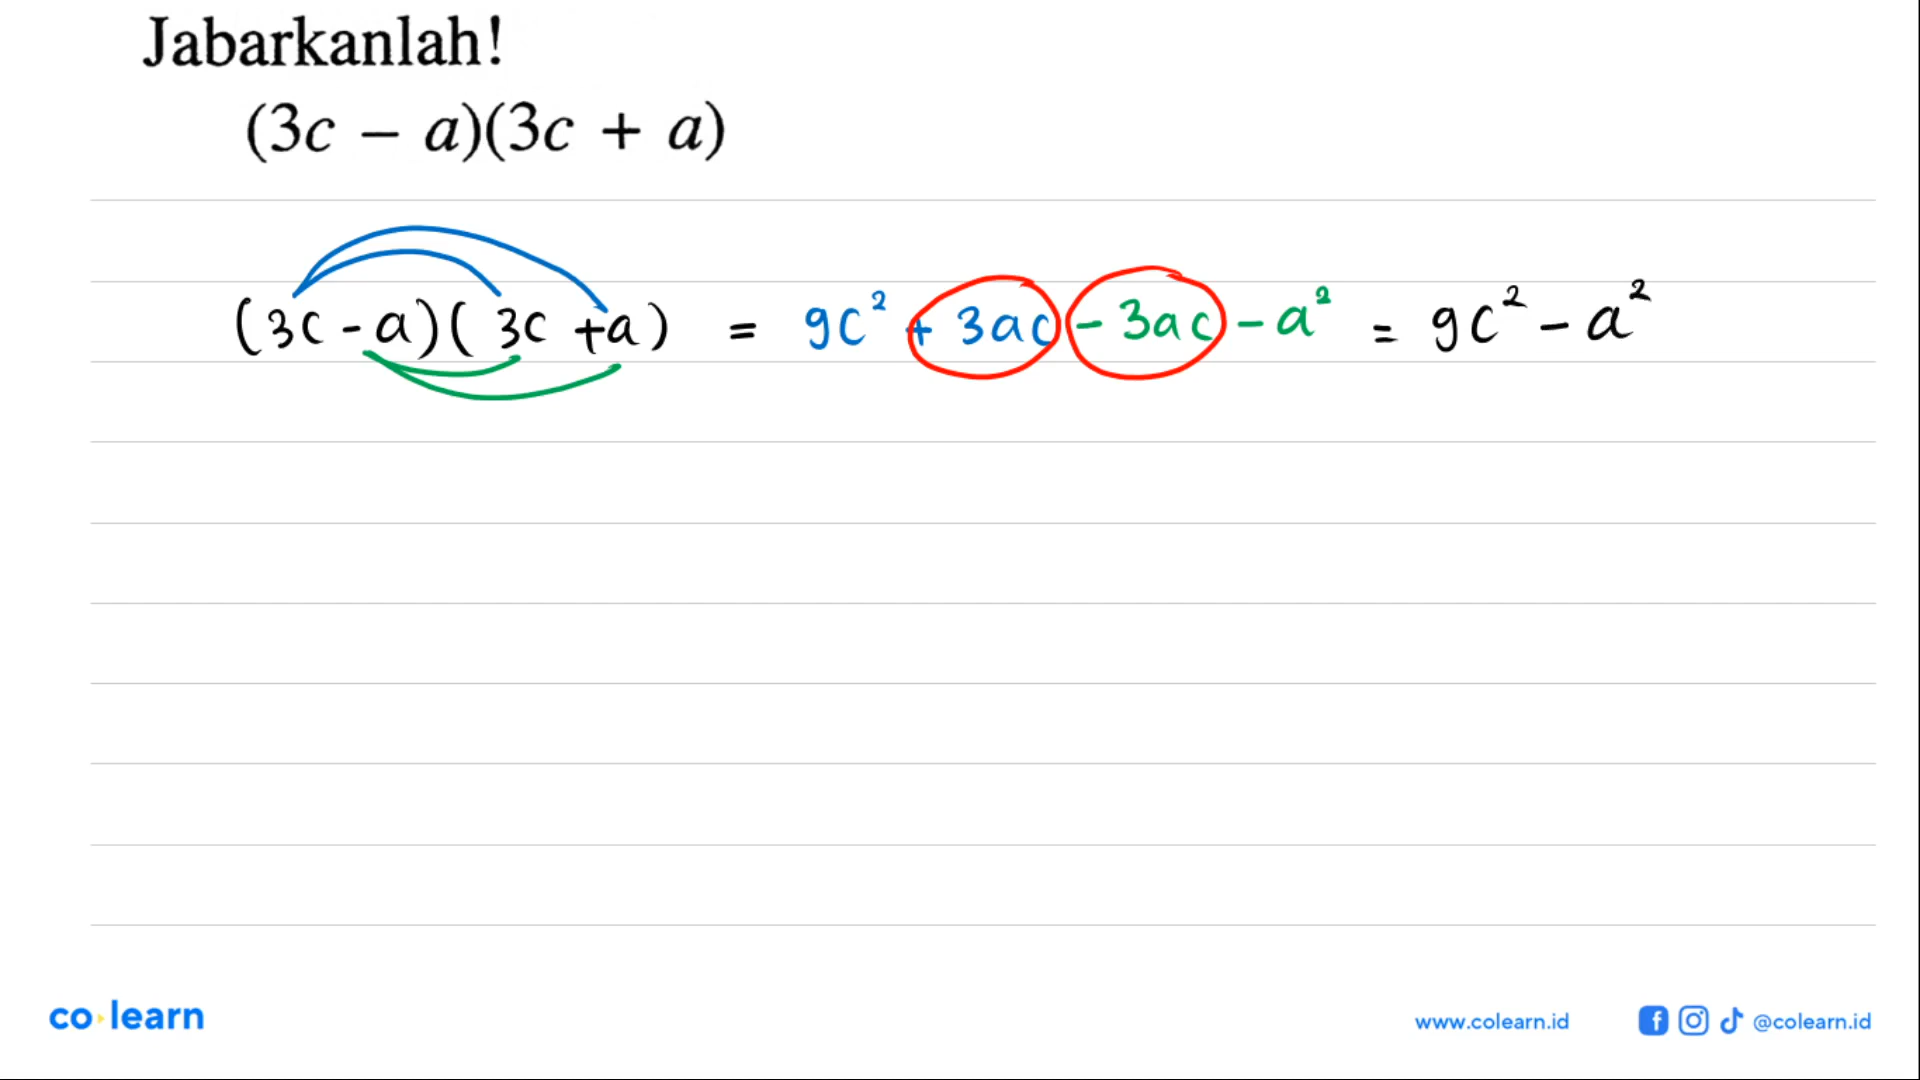 Jabarkanlah!
(3c − a)(3c + a)
(3c - a)(3c + a) = 9c² + 3ac - 3ac - a² = 9c² - a²
co learn
www.colearn.id @colearn.id